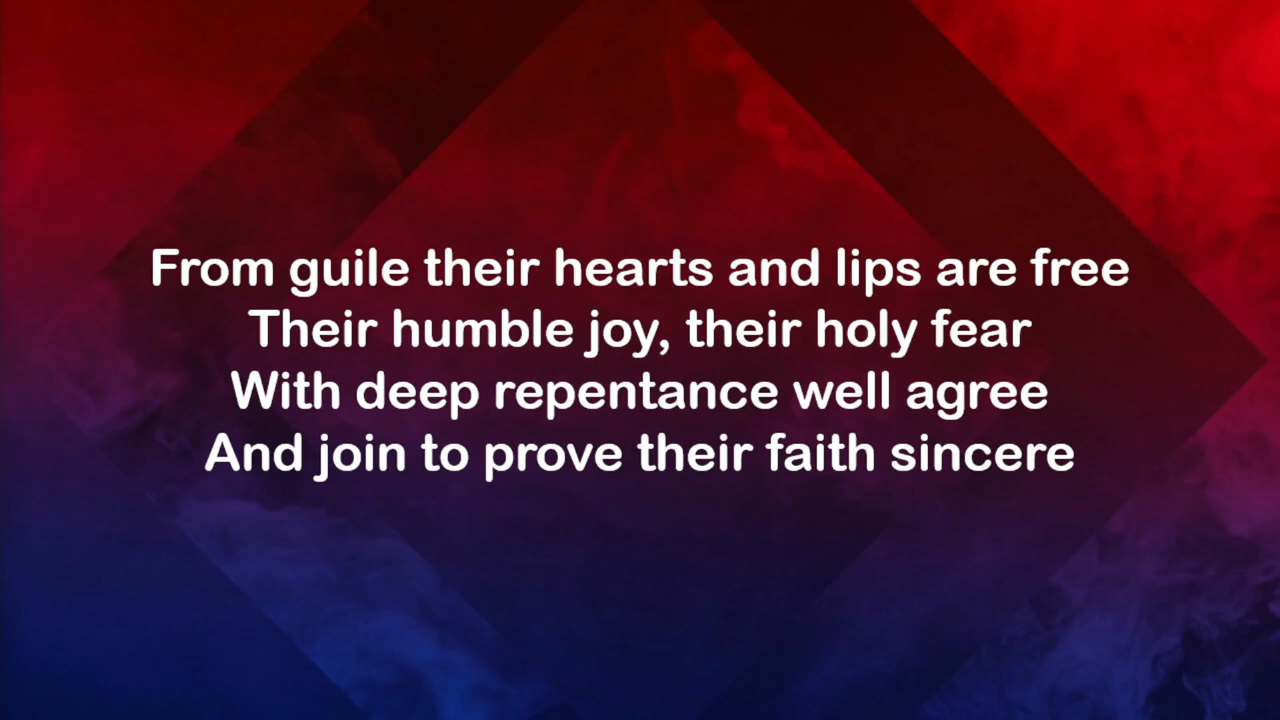 From guile their hearts and lips are free
Their humble joy, their holy fear
With deep repentance well agree
And join to prove their faith sincere